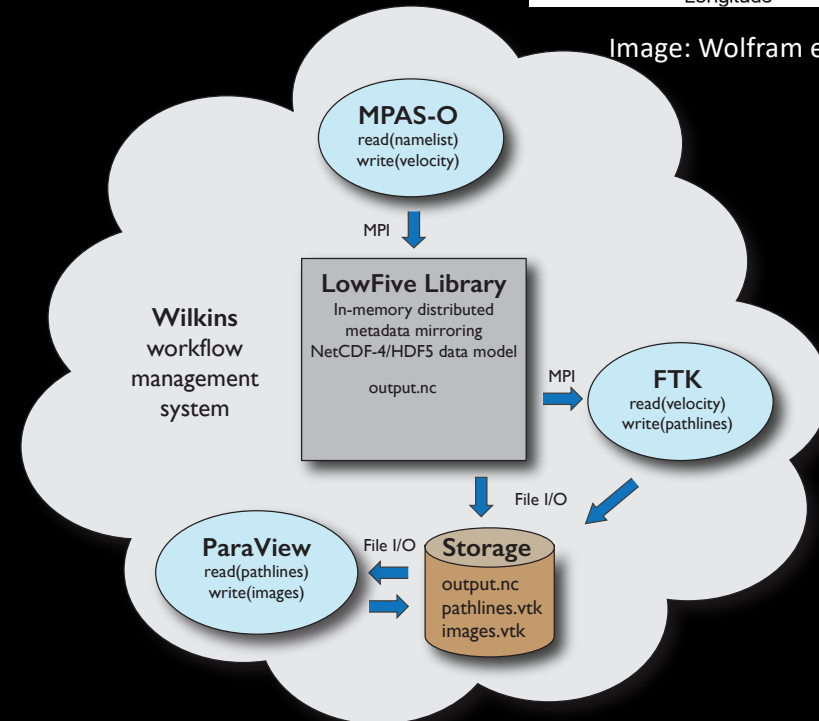 Image: Wolfram e
MPAS-O
read(namelist)
write(velocity)
MPI
LowFive Library
In-memory distributed
metadata mirroring
NetCDF-4/HDF5 data model
output.nc
Wilkins
workflow
management
system
MPI
FTK
read(velocity)
write(pathlines)
File I/O
ParaView
read(pathlines)
write(images)
File I/O
Storage
output.nc
pathlines.vtk
images.vtk